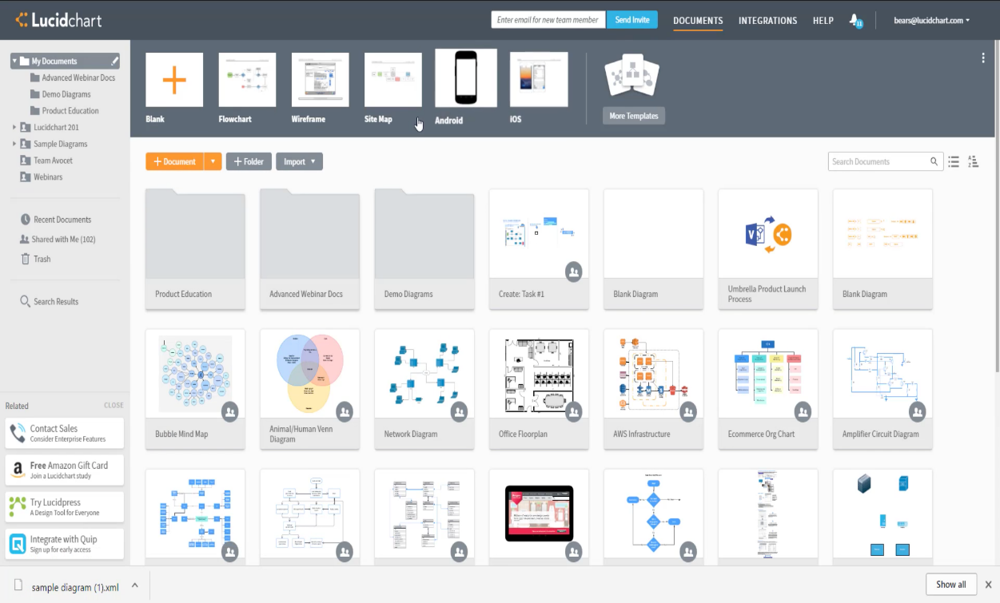 Lucidchart
Enter email for new team member
Send Invite
DOCUMENTS
INTEGRATIONS
HELP
11
bears@lucidchart.com
My Documents
Advanced Webinar Docs
Demo Diagrams
Product Education
Lucidchart 201
Sample Diagrams
Team Avocet
Webinars
Recent Documents
Shared with Me (102)
Trash
Search Results
Related
CLOSE
Contact Sales
Consider Enterprise Features
Free Amazon Gift Card
Join a Lucidchart study
Try Lucidpress
A Design Tool for Everyone
Integrate with Quip
Sign up for early access
Blank
Flowchart
Wireframe
Site Map
Android
iOS
More Templates
+ Document
+ Folder
Import
Search Documents
Product Education
Advanced Webinar Docs
Demo Diagrams
Create: Task #1
Blank Diagram
Umbrella Product Launch
Process
Blank Diagram
Bubble Mind Map
Animal/Human Venn
Diagram
Network Diagram
Office Floorplan
AWS Infrastructure
Ecommerce Org Chart
Amplifier Circuit Diagram
sample diagram (1).xml
Show all